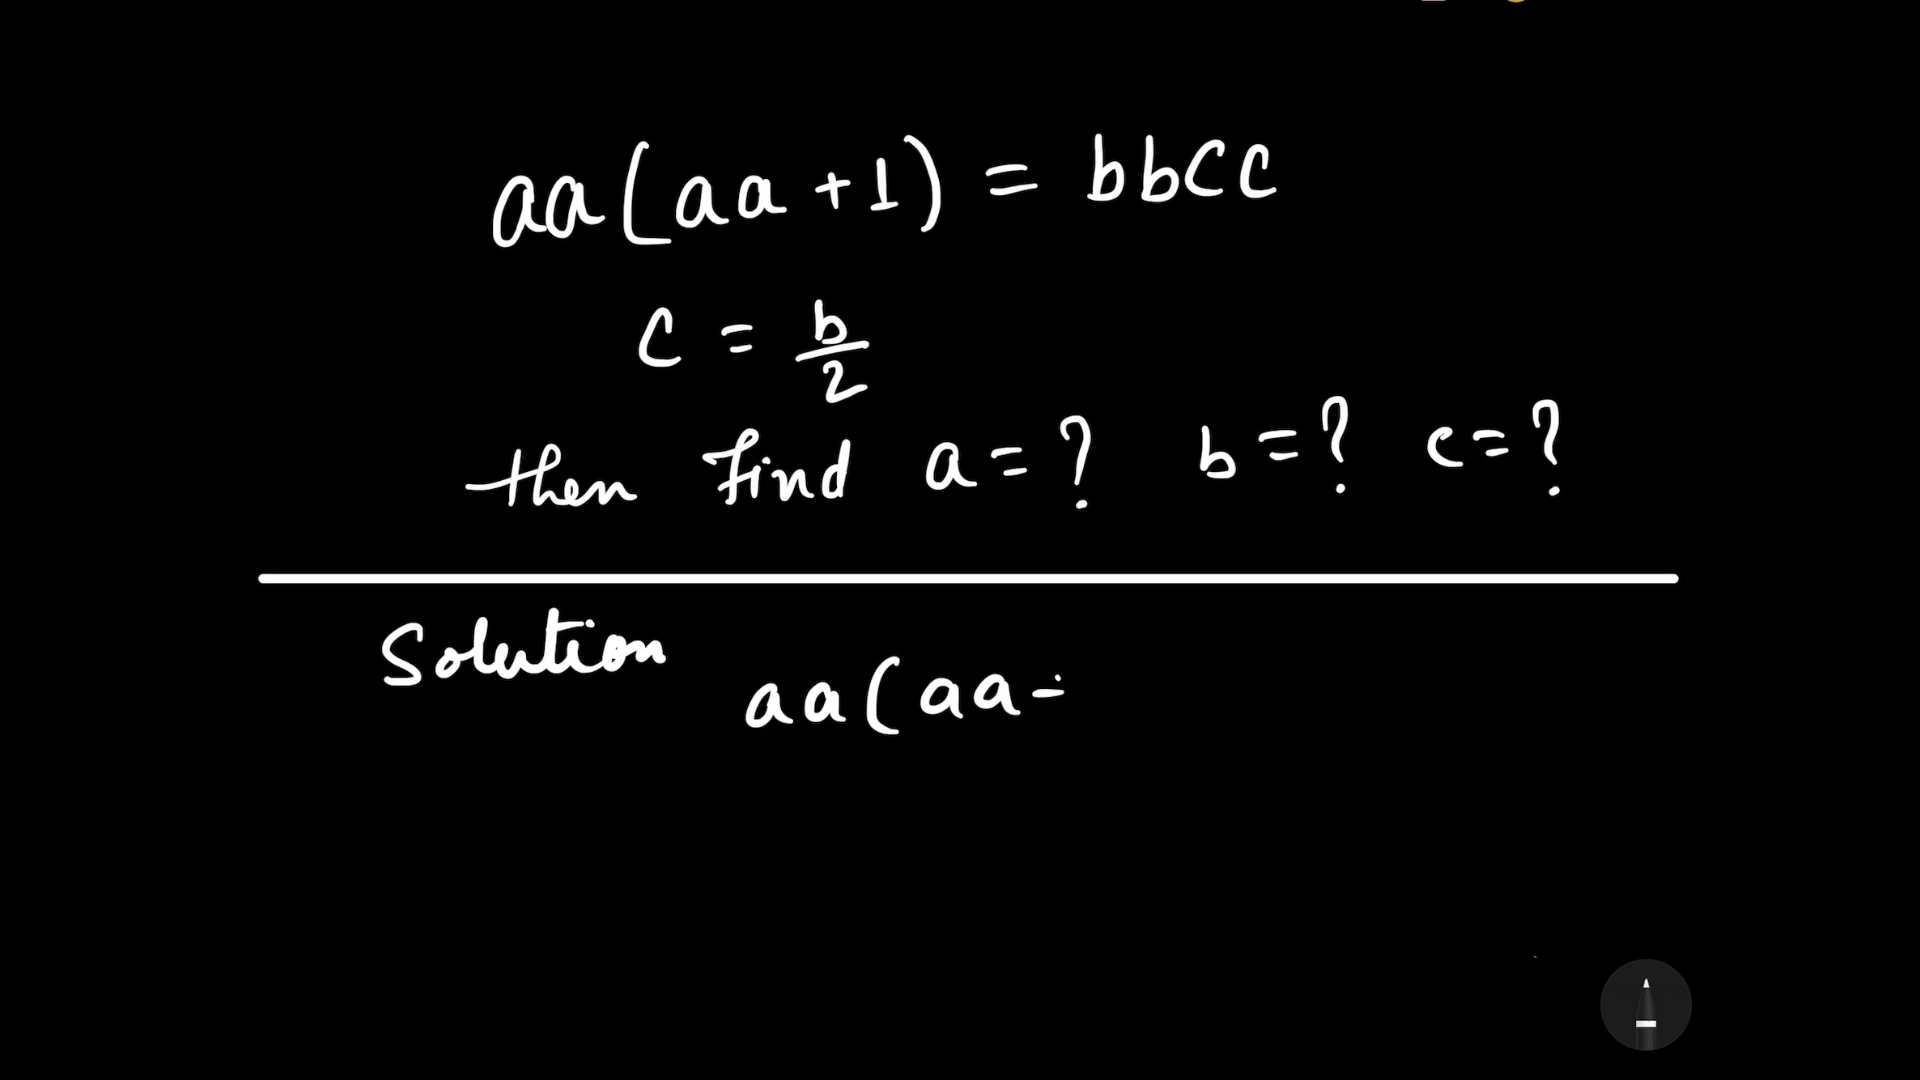 aa(aa+1) = bbcc
c = b/2
then Find a=? b=? c=?
Solution aa(aa-